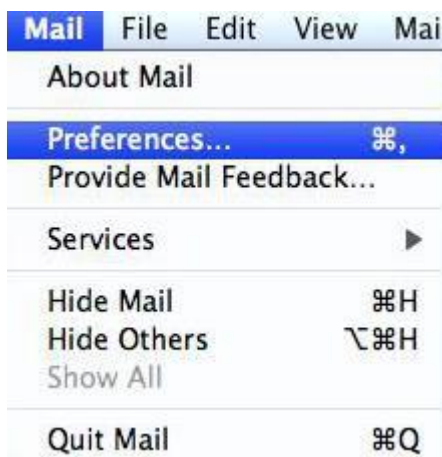 Mail File Edit View Mai
About Mail
Preferences... ⌘,
Provide Mail Feedback...
Services ▶
Hide Mail ⌘H
Hide Others ⌥⌘H
Show All
Quit Mail ⌘Q